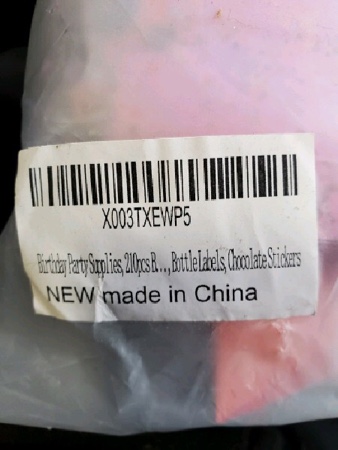 X003TXEWP5
Birthday Party Supplies, 210pcs B..., Bottle Labels, Chocolate Stickers
NEW made in China